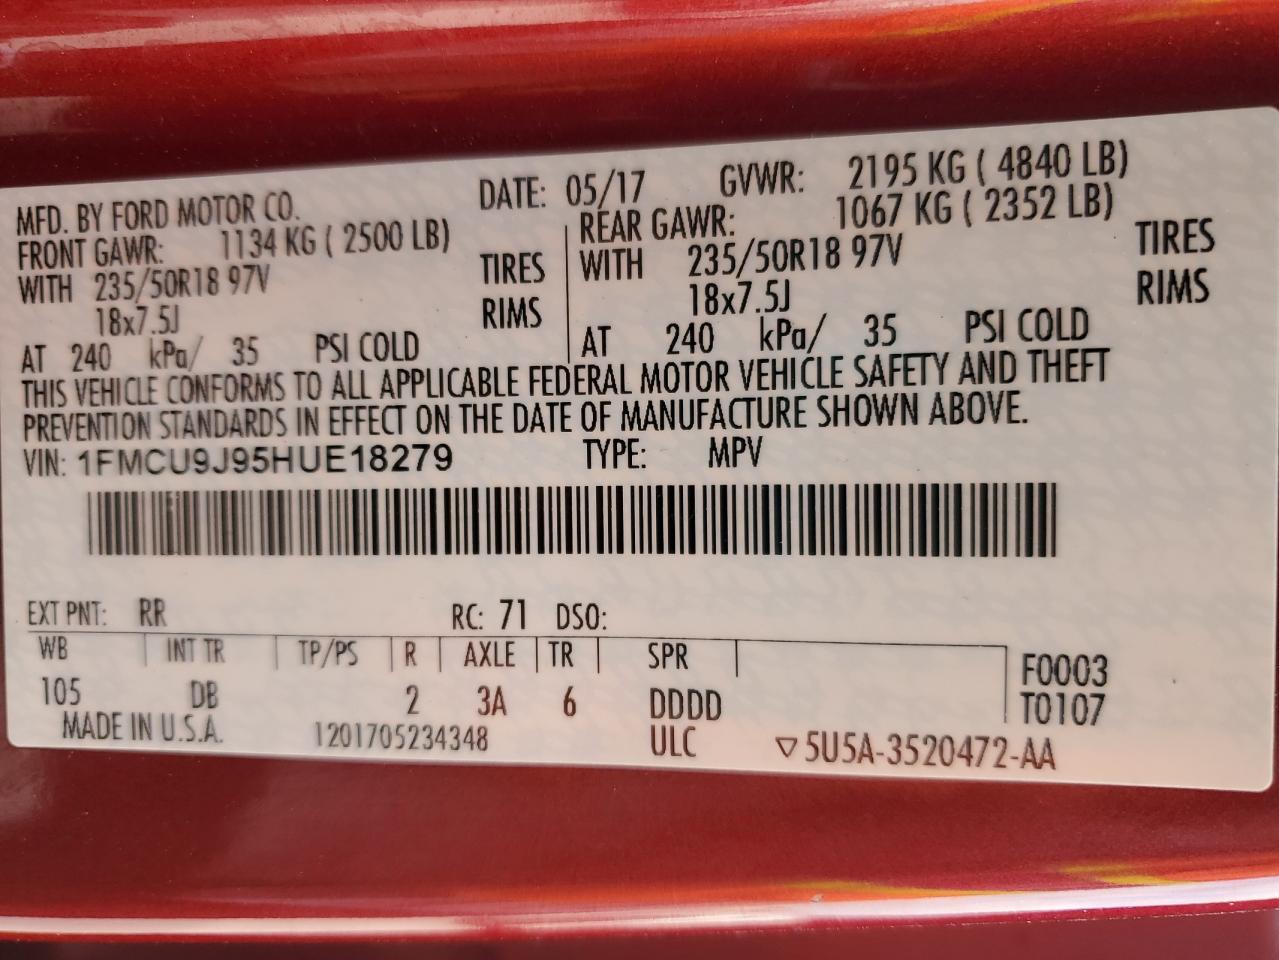 MFD. BY FORD MOTOR CO. DATE: 05/17 GVWR: 2195 KG ( 4840 LB)
FRONT GAWR: 1134 KG ( 2500 LB) REAR GAWR: 1067 KG ( 2352 LB)
WITH 235/50R18 97V TIRES WITH 235/50R18 97V TIRES
18x7.5J RIMS 18x7.5J RIMS
AT 240 kPa/ 35 PSI COLD AT 240 kPa/ 35 PSI COLD
THIS VEHICLE CONFORMS TO ALL APPLICABLE FEDERAL MOTOR VEHICLE SAFETY AND THEFT
PREVENTION STANDARDS IN EFFECT ON THE DATE OF MANUFACTURE SHOWN ABOVE.
VIN: 1FMCU9J95HUE18279 TYPE: MPV
EXT PNT: RR RC: 71 DSO:
WB INT TR TP/PS R AXLE TR SPR F0003
105 DB 2 3A 6 DDDD T0107
MADE IN U.S.A. 1201705234348 ULC ▽5U5A-3520472-AA